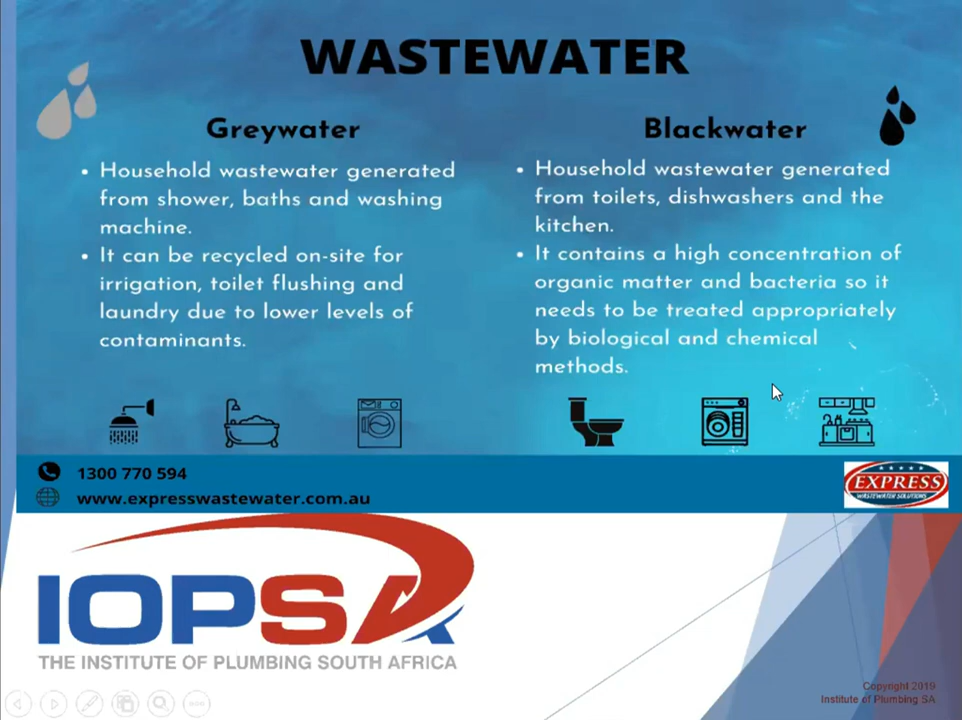 WASTEWATER
Greywater
• Household wastewater generated
from shower, baths and washing
machine.
• It can be recycled on-site for
irrigation, toilet flushing and
laundry due to lower levels of
contaminants.
Blackwater
• Household wastewater generated
from toilets, dishwashers and the
kitchen.
• It contains a high concentration of
organic matter and bacteria so it
needs to be treated appropriately
by biological and chemical
methods.
1300 770 594
www.expresswastewater.com.au
EXPRESS
WASTEWATER SOLUTIONS
IOPSA
THE INSTITUTE OF PLUMBING SOUTH AFRICA
Copyright 2019
Institute of Plumbing SA